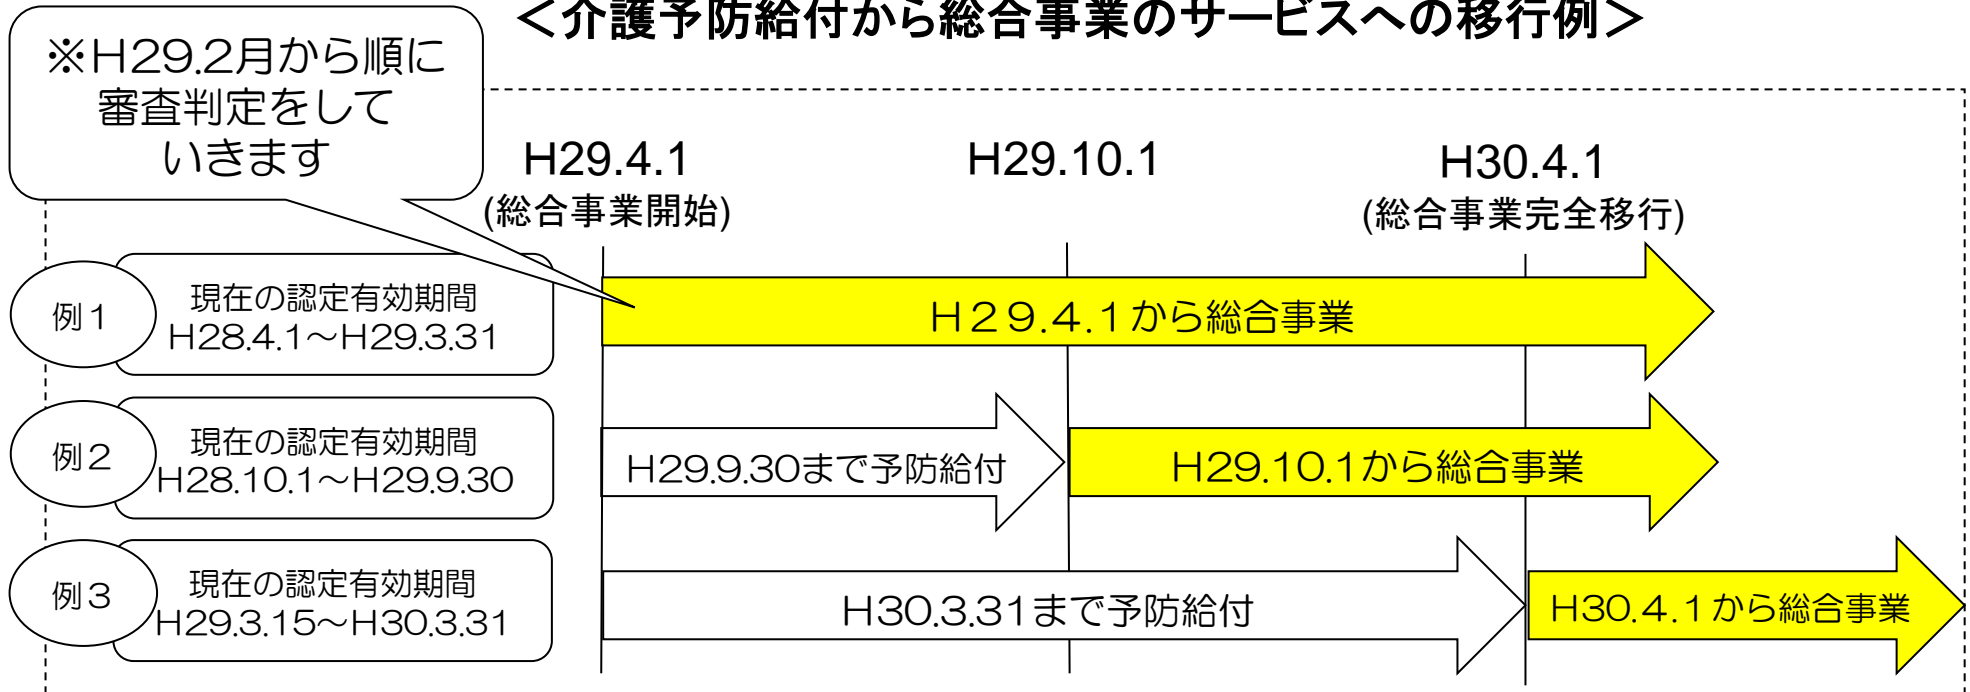 ＜介護予防給付から総合事業のサービスへの移行例＞
※H29.2月から順に
審査判定をして
いきます
H29.4.1
(総合事業開始)
H29.10.1
H30.4.1
(総合事業完全移行)
例１
現在の認定有効期間
H28.4.1～H29.3.31
Ｈ２９.４.１から総合事業
例２
現在の認定有効期間
H28.10.1～H29.9.30
H29.9.30まで予防給付
H29.10.1から総合事業
例３
現在の認定有効期間
H29.3.15～H30.3.31
H30.3.31まで予防給付
H30.4.1から総合事業